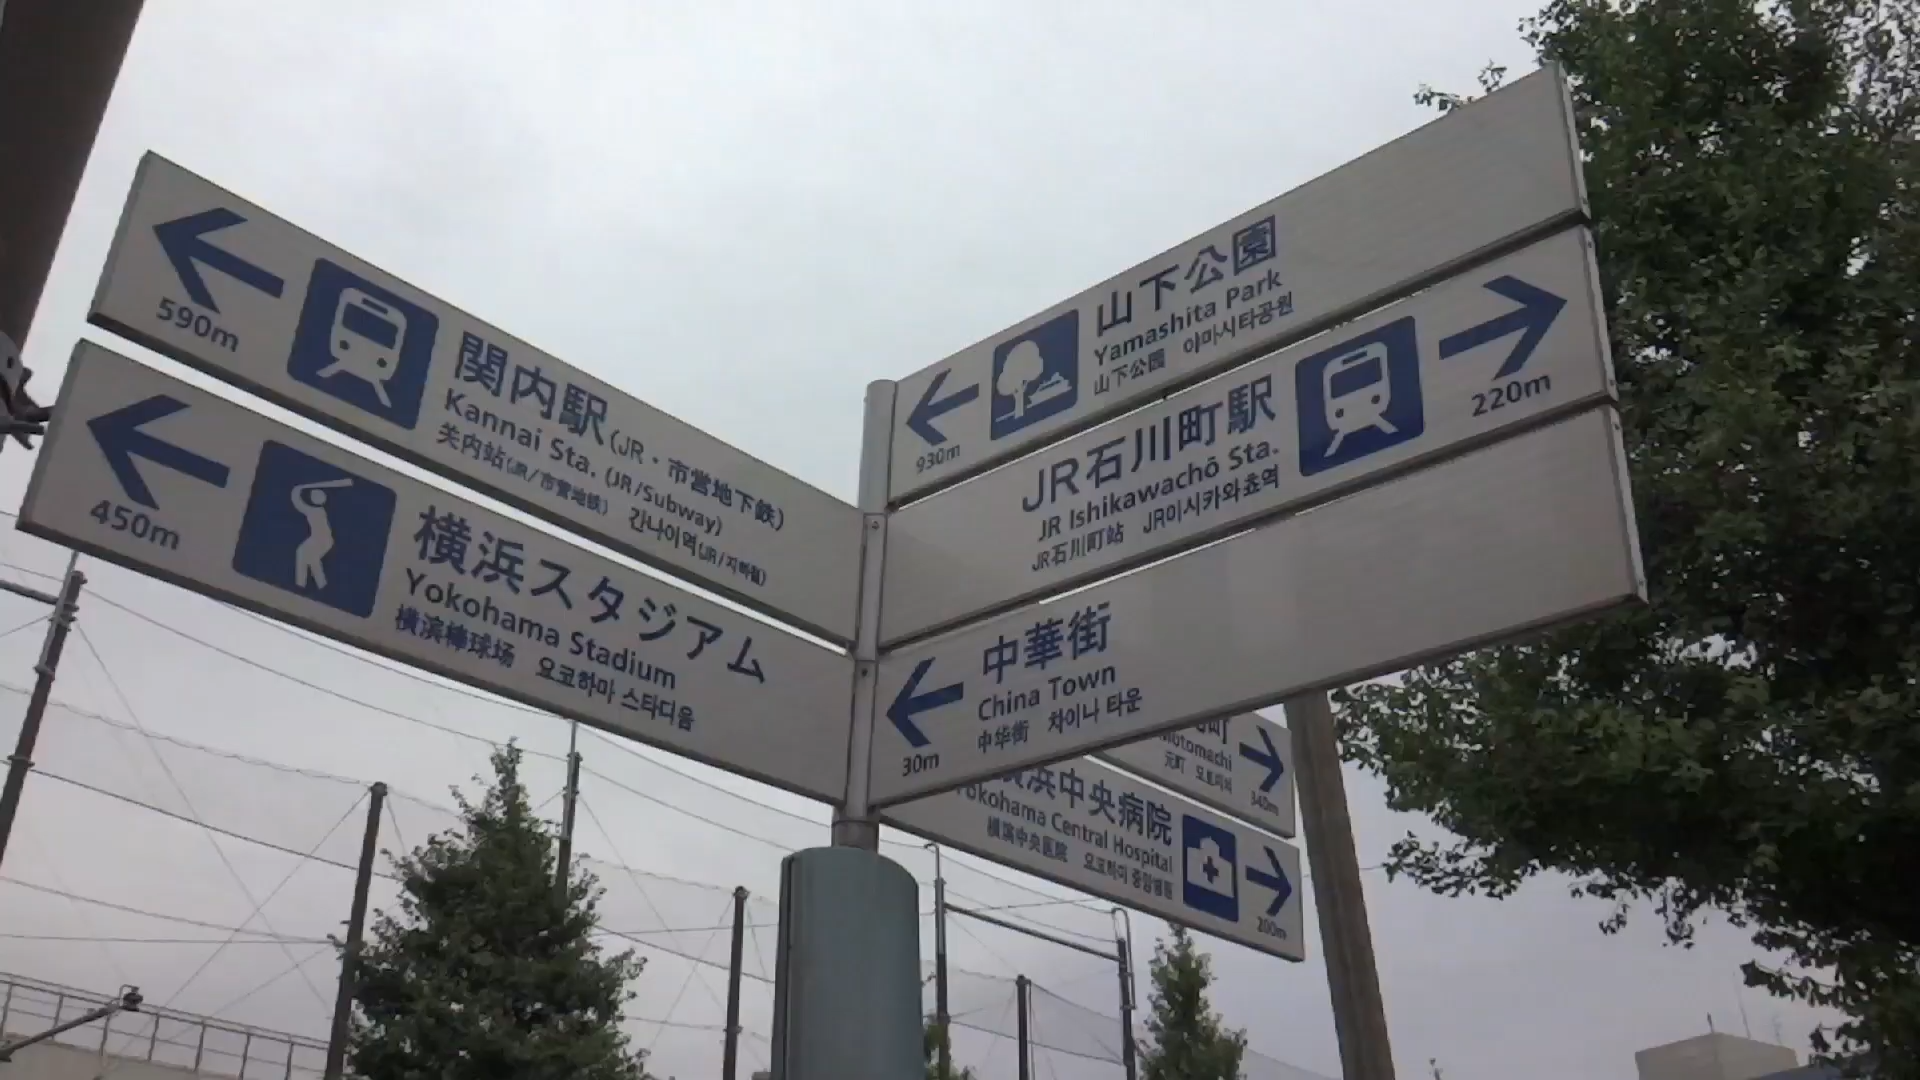 590m
関内駅(JR・市営地下鉄)
Kannai Sta. (JR/Subway)
关内站(JR/市营地铁) 간나이역(JR/지하철)
450m
横浜スタジアム
Yokohama Stadium
横滨棒球场 요코하마 스타디움
930m
山下公園
Yamashita Park
山下公园 야마시타공원
JR石川町駅
JR Ishikawachō Sta.
JR石川町站 JR이시카와쵸역
220m
中華街
China Town
中华街 차이나 타운
30m
Motomachi
元町
340m
横浜中央病院
Yokohama Central Hospital
横滨中央医院 요코하마 중앙병원
200m